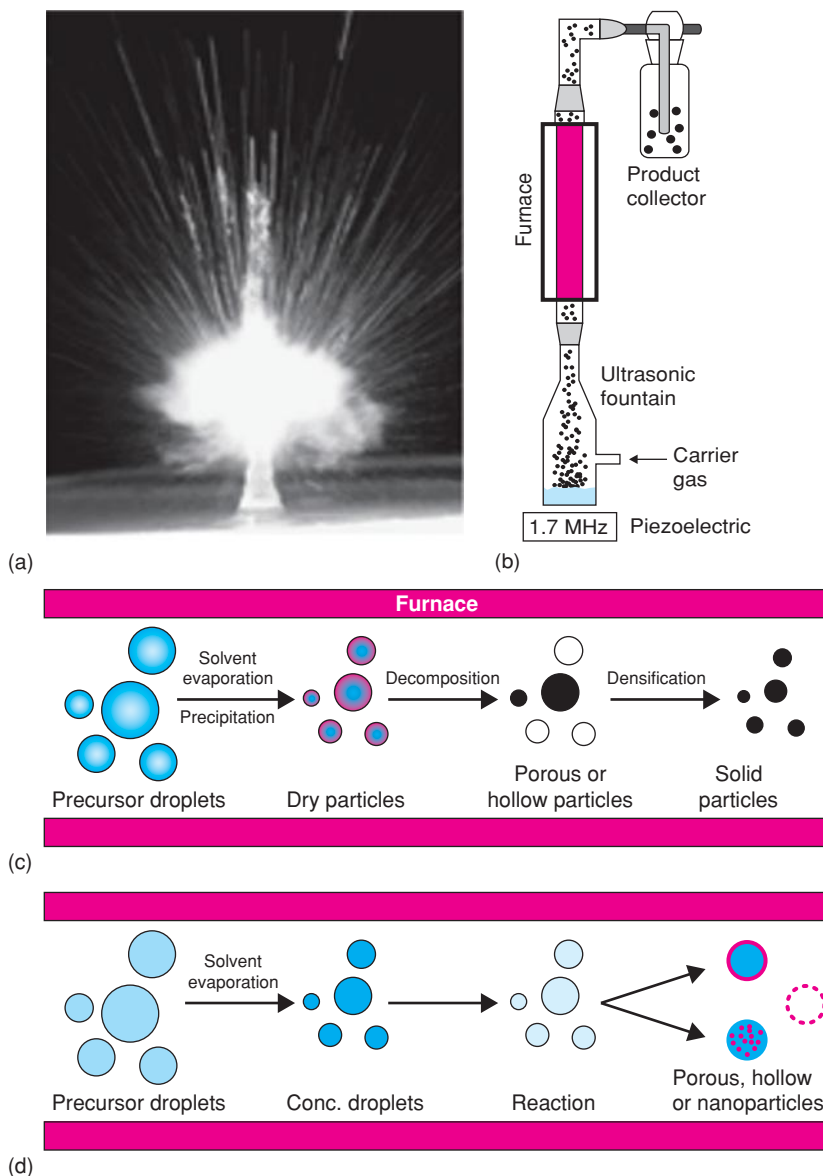 (a)
Furnace
Product
collector
Ultrasonic
fountain
Carrier
gas
1.7 MHz
Piezoelectric
(b)
Furnace
Solvent
evaporation
Precipitation
Decomposition
Densification
Precursor droplets
Dry particles
Porous or
hollow particles
Solid
particles
(c)
Solvent
evaporation
Precursor droplets
Conc. droplets
Reaction
Porous, hollow
or nanoparticles
(d)